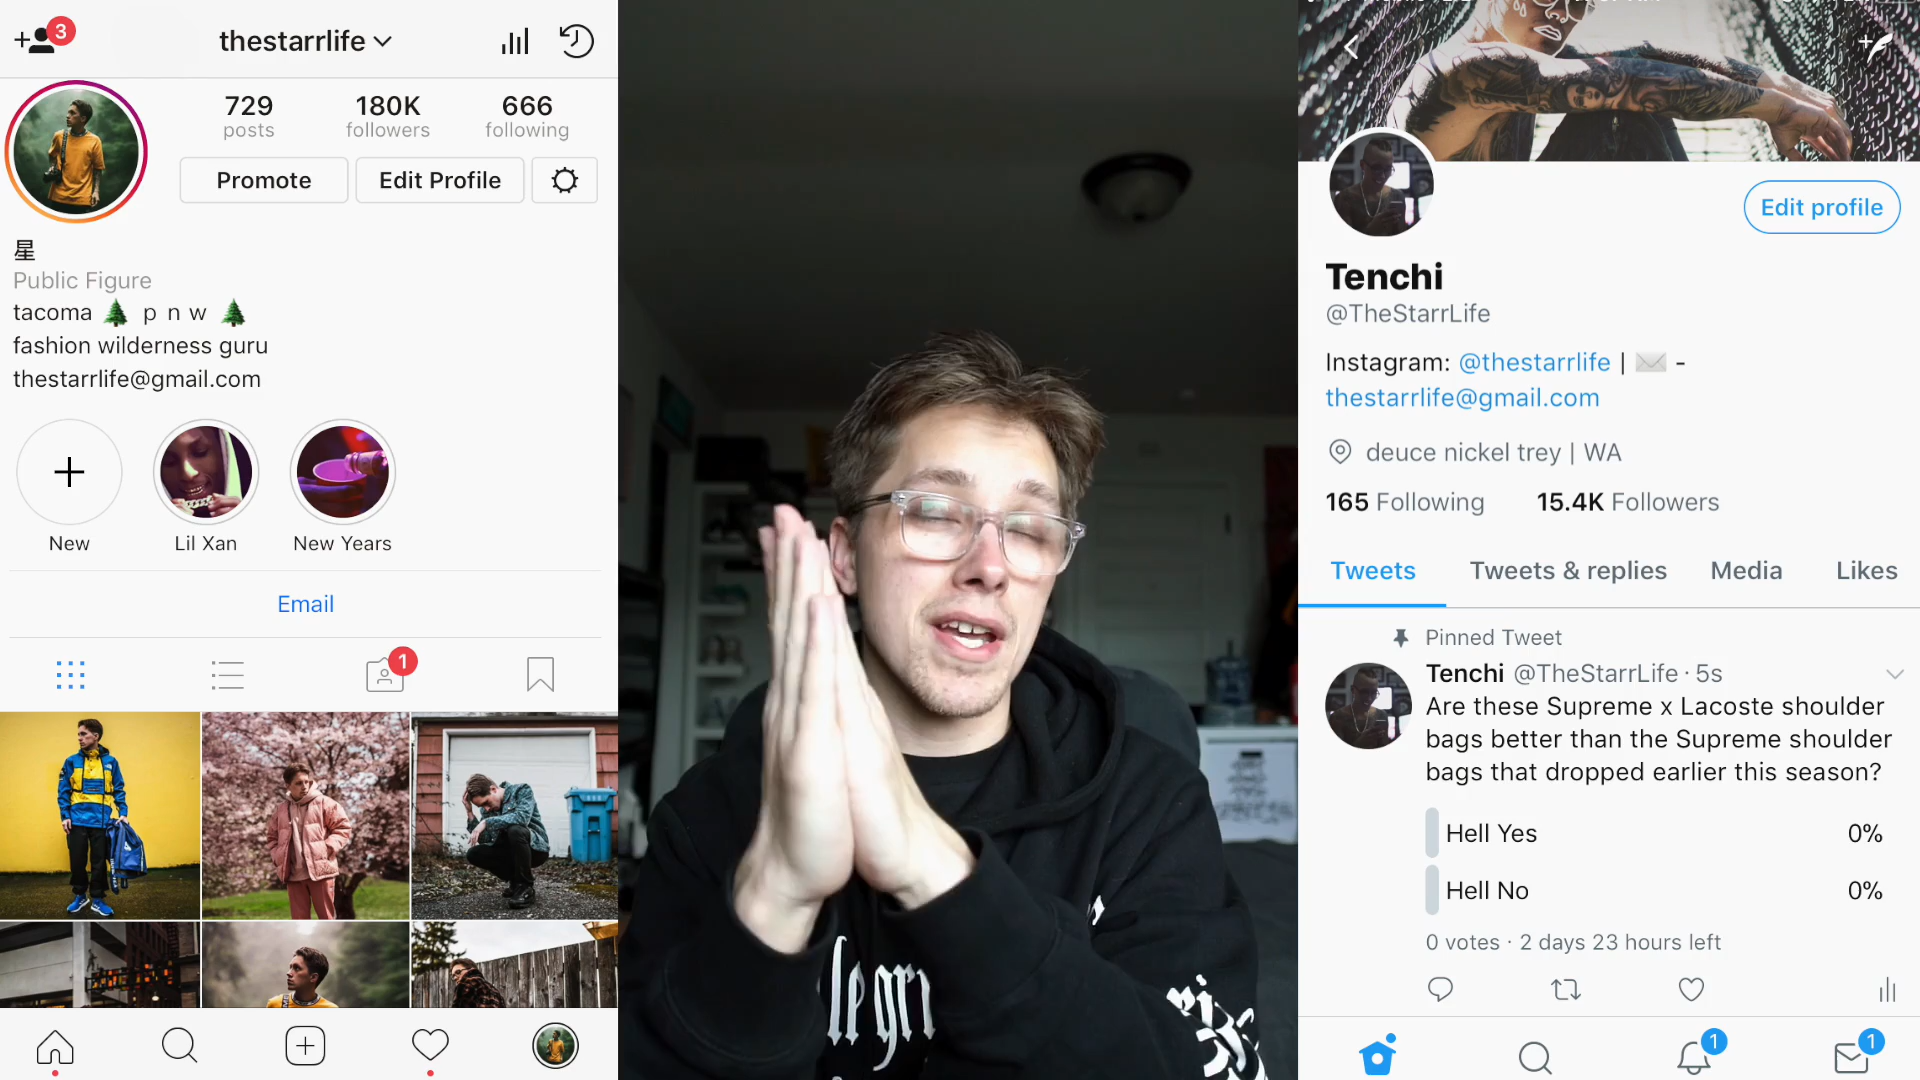 3
thestarrlife
729
posts
180K
followers
666
following
Promote
Edit Profile
星
Public Figure
tacoma 🌲 p n w 🌲
fashion wilderness guru
thestarrlife@gmail.com
New
Lil Xan
New Years
Email
1
Edit profile
Tenchi
@TheStarrLife
Instagram: @thestarrlife | ✉️ -
thestarrlife@gmail.com
deuce nickel trey | WA
165 Following 15.4K Followers
Tweets Tweets & replies Media Likes
Pinned Tweet
Tenchi @TheStarrLife · 5s
Are these Supreme x Lacoste shoulder
bags better than the Supreme shoulder
bags that dropped earlier this season?
Hell Yes 0%
Hell No 0%
0 votes · 2 days 23 hours left
1
1